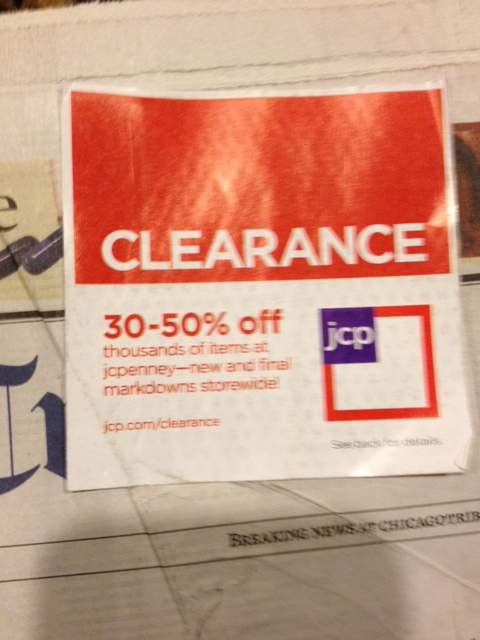 CLEARANCE
30-50% off
thousands of items at
jcpenney—new and final
markdowns storewide!
jcp.com/clearance
jcp
See back for details.
BREAKING NEWS AT CHICAGOTRIB